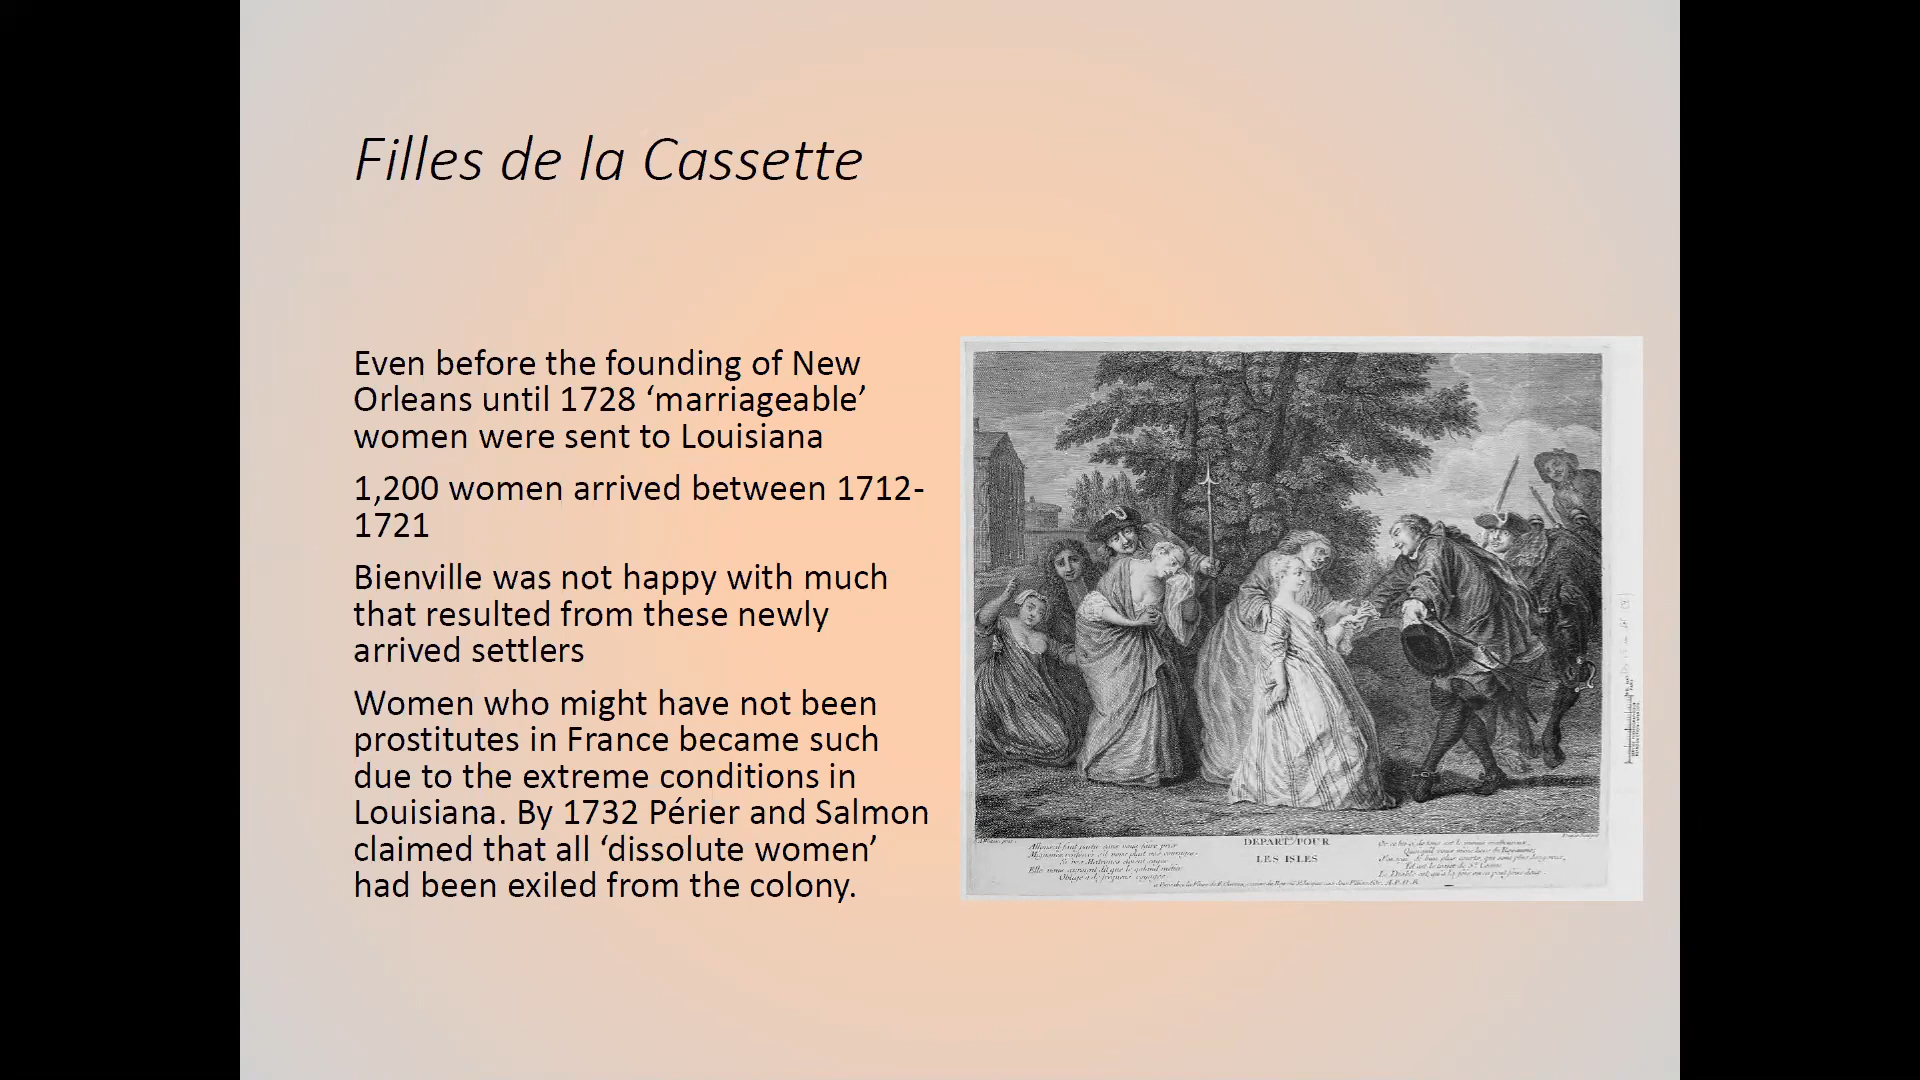 Filles de la Cassette
Even before the founding of New
Orleans until 1728 ‘marriageable’
women were sent to Louisiana
1,200 women arrived between 1712-
1721
Bienville was not happy with much
that resulted from these newly
arrived settlers
Women who might have not been
prostitutes in France became such
due to the extreme conditions in
Louisiana. By 1732 Périer and Salmon
claimed that all ‘dissolute women’
had been exiled from the colony.
DEPART POUR
LES ISLES